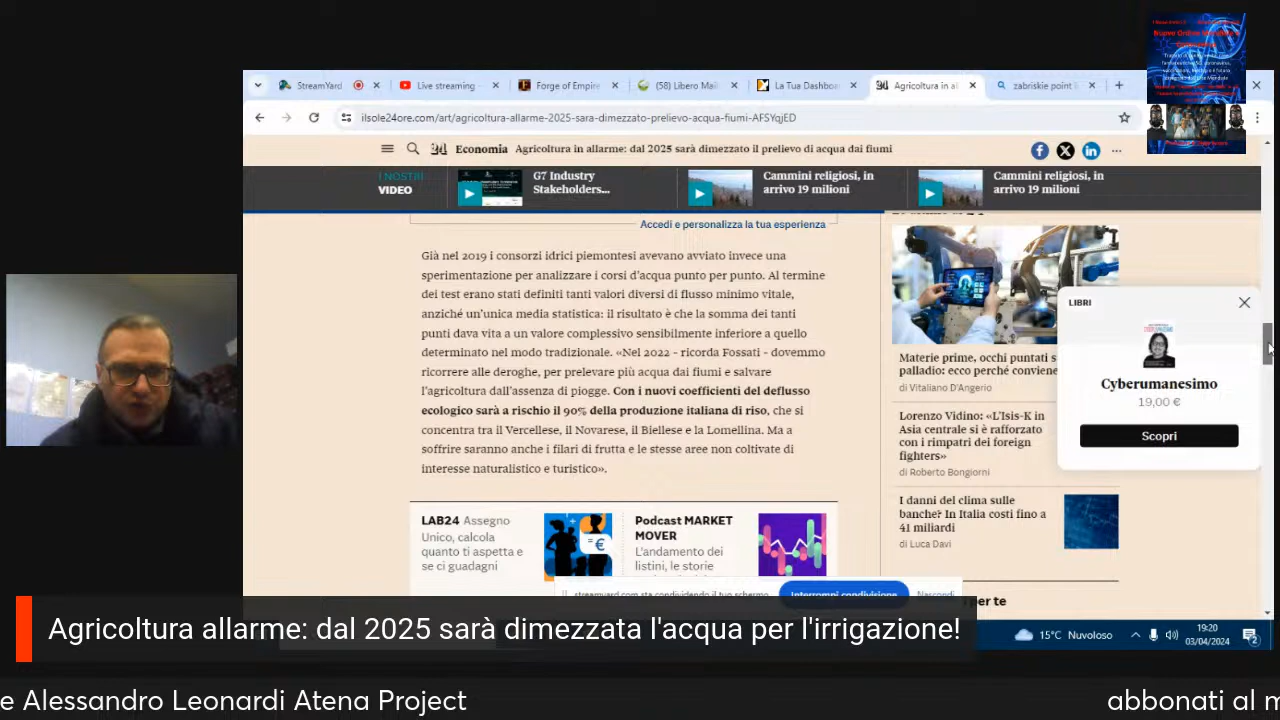 StreamYard
Live streaming
Forge of Empire
(58) Libero Mail
La Tua Dashbo
Agricoltura in al
zabriskie point
ilsole24ore.com/art/agricoltura-allarme-2025-sara-dimezzato-prelievo-acqua-fiumi-AFSYqjED
24 Economia Agricoltura in allarme: dal 2025 sarà dimezzato il prelievo di acqua dai fiumi
I NOSTRI
VIDEO
G7 Industry
Stakeholders...
Cammini religiosi, in
arrivo 19 milioni
Cammini religiosi, in
arrivo 19 milioni
Accedi e personalizza la tua esperienza
Già nel 2019 i consorzi idrici piemontesi avevano avviato invece una
sperimentazione per analizzare i corsi d'acqua punto per punto. Al termine
dei test erano stati definiti tanti valori diversi di flusso minimo vitale,
anziché un'unica media statistica: il risultato è che la somma dei tanti
punti dava vita a un valore complessivo sensibilmente inferiore a quello
determinato nel modo tradizionale. «Nel 2022 - ricorda Fossati - dovemmo
ricorrere alle deroghe, per prelevare più acqua dai fiumi e salvare
l'agricoltura dall'assenza di piogge. Con i nuovi coefficienti del deflusso
ecologico sarà a rischio il 90% della produzione italiana di riso, che si
concentra tra il Vercellese, il Novarese, il Biellese e la Lomellina. Ma a
soffrire saranno anche i filari di frutta e le stesse aree non coltivate di
interesse naturalistico e turistico».
LAB24 Assegno
Unico, calcola
quanto ti aspetta e
se ci guadagni
Podcast MARKET
MOVER
L'andamento dei
listini, le storie
Materie prime, occhi puntati s
palladio: ecco perché conviene
di Vitaliano D'Angerio
Lorenzo Vidino: «L'Isis-K in
Asia centrale si è rafforzato
con i rimpatri dei foreign
fighters»
di Roberto Bongiorni
I danni del clima sulle
banche? In Italia costi fino a
41 miliardi
di Luca Davi
per te
LIBRI
Cyberumanesimo
19,00 €
Scopri
streamyard.com sta condividendo il tuo schermo.
Interrompi condivisione
Nascondi
15°C Nuvoloso
19:20
03/04/2024
2
Agricoltura allarme: dal 2025 sarà dimezzata l'acqua per l'irrigazione!
e Alessandro Leonardi Atena Project
abbonati al m